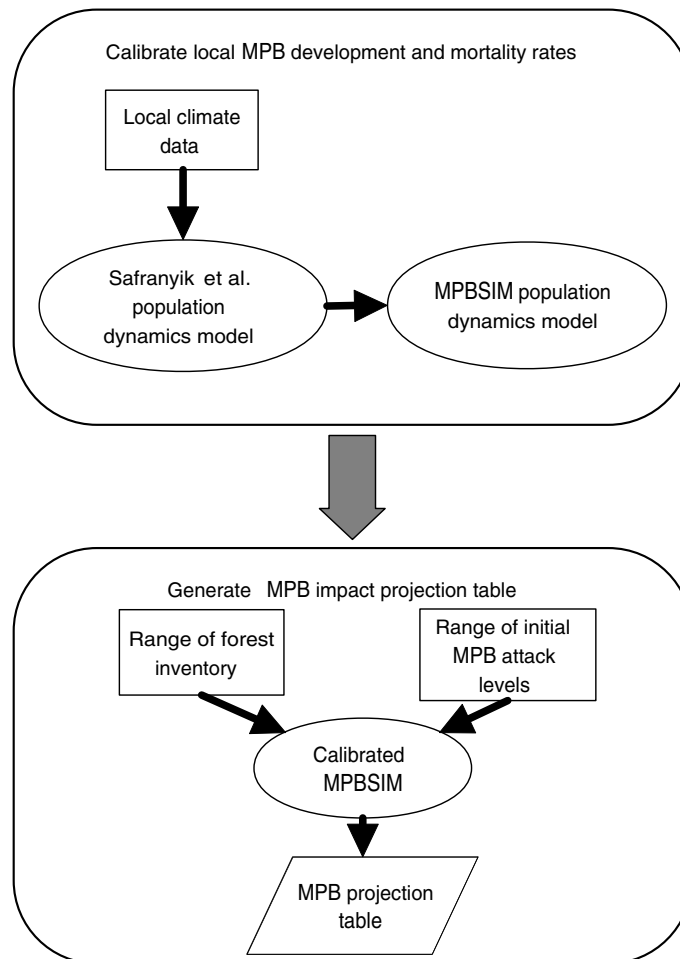 Calibrate local MPB development and mortality rates
Local climate
data
Safranyik et al.
population
dynamics model
MPBSIM population
dynamics model
Generate MPB impact projection table
Range of forest
inventory
Range of initial
MPB attack
levels
Calibrated
MPBSIM
MPB projection
table